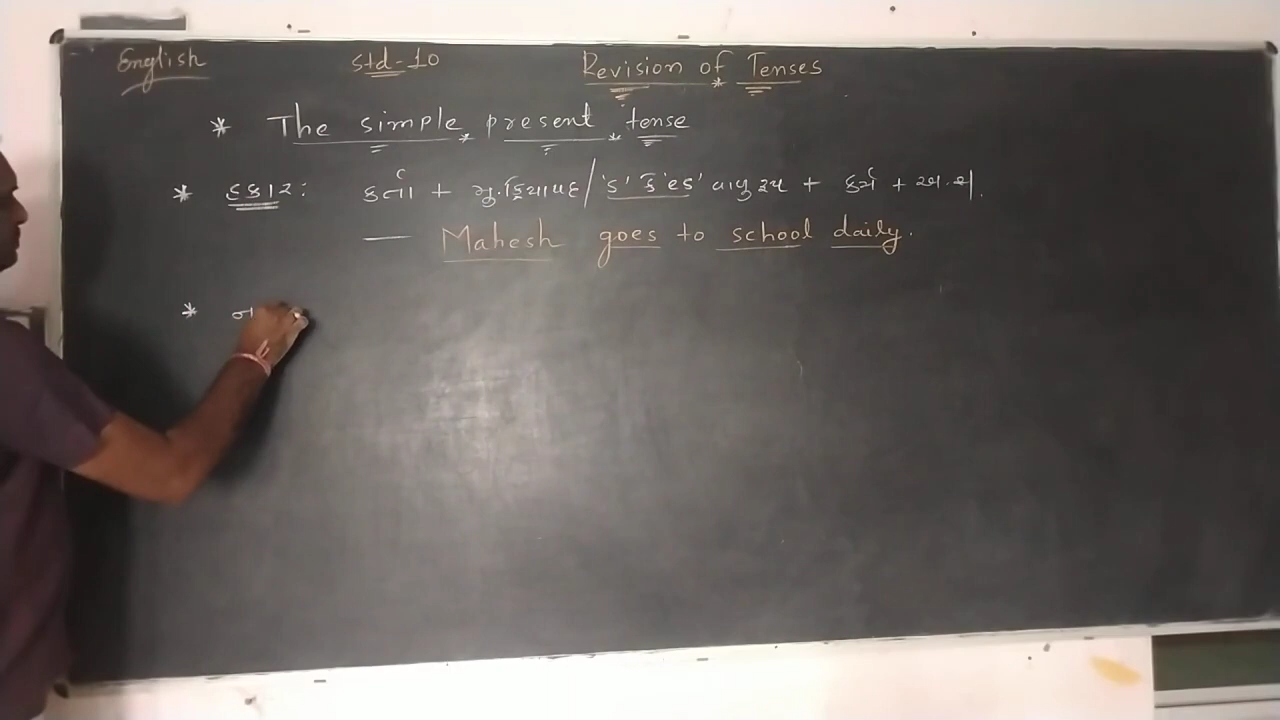 English Std-10 Revision of Tenses
* The simple present tense
* હકાર: કર્તા + મુ.ક્રિયાપદ/'s' કે 'es' વાળુ રૂપ + કર્મ + અ.શ.
— Mahesh goes to school daily.
* ન